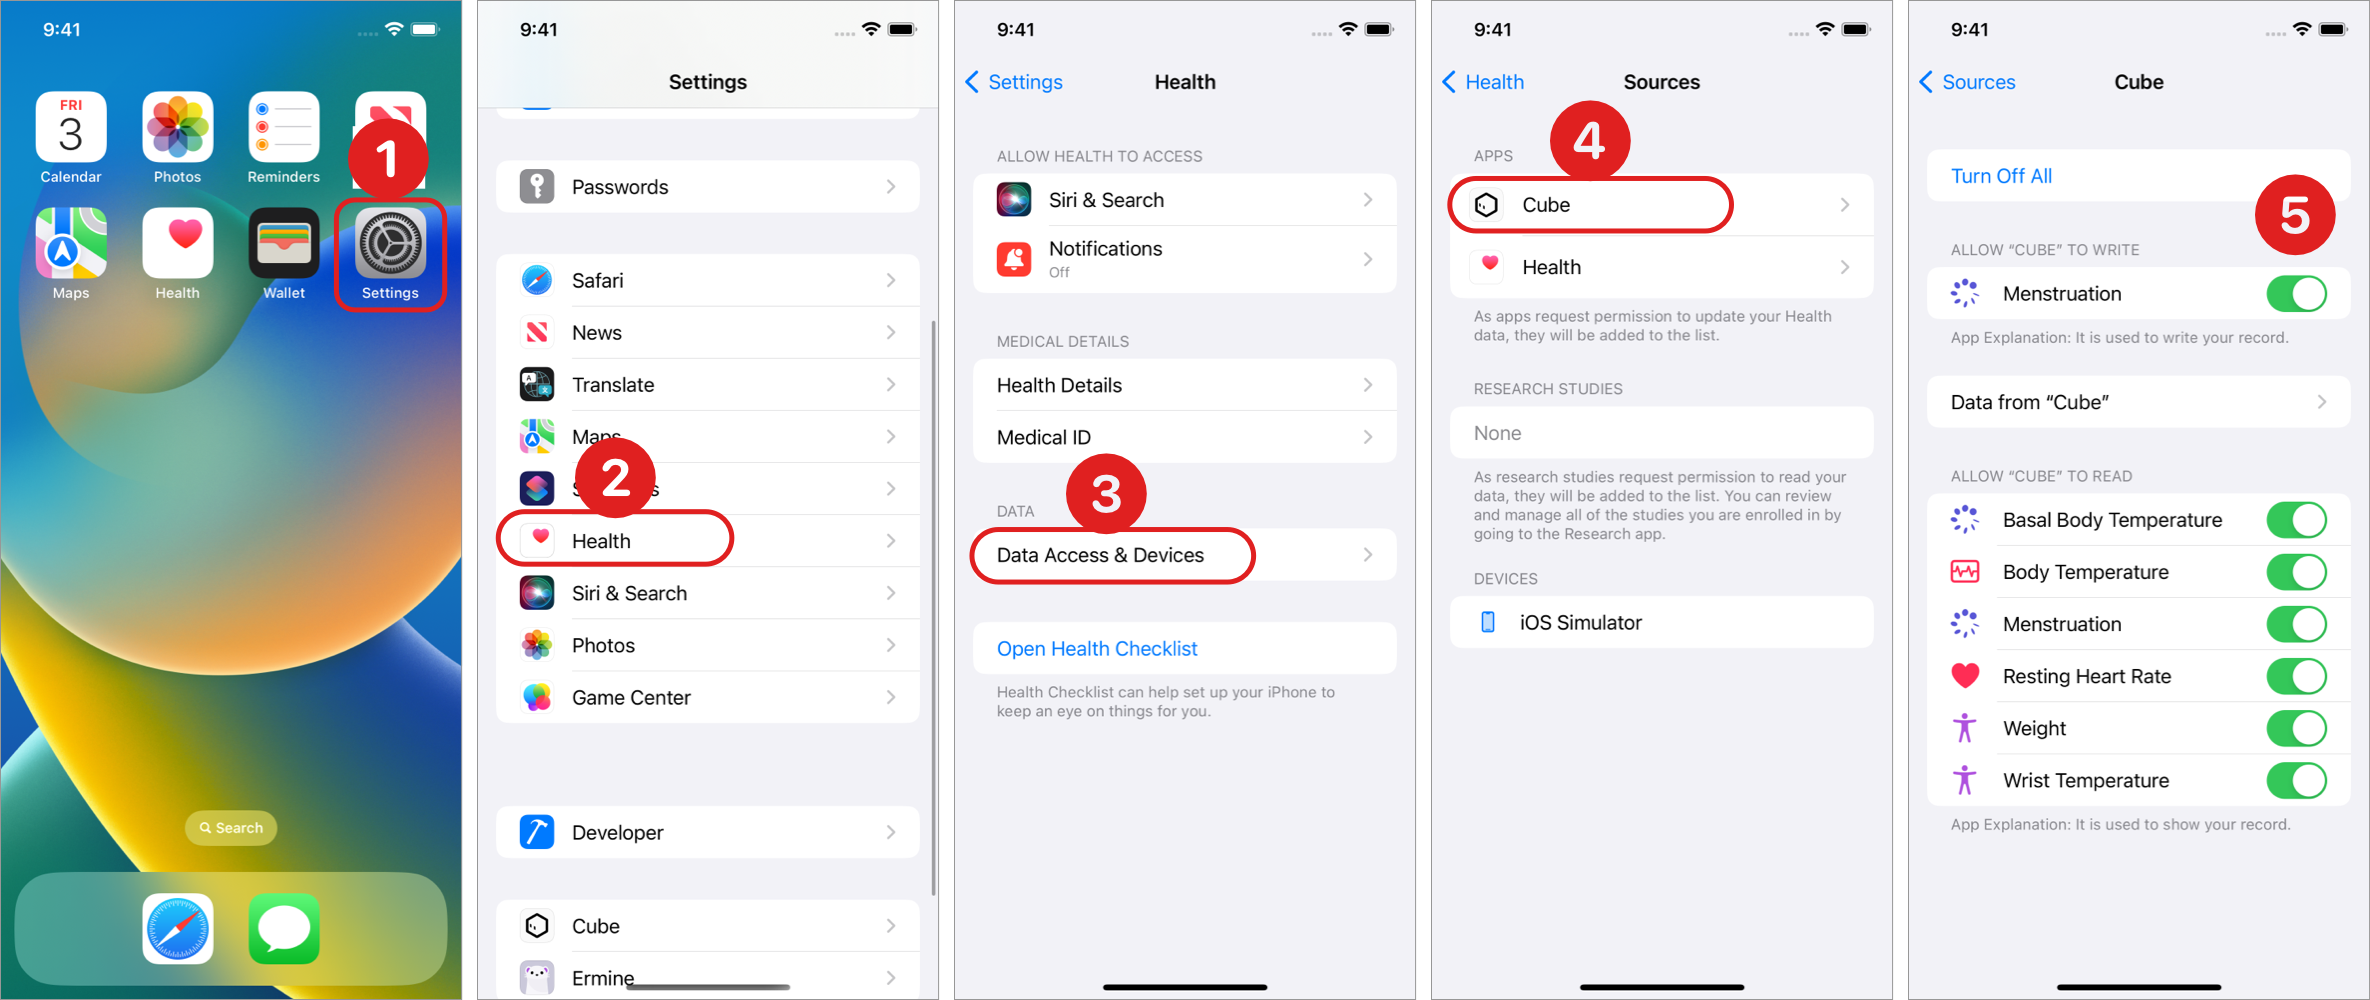 9:41
FRI
3
Calendar
Photos
Reminders
1
Maps
Health
Wallet
Settings
Search
9:41
Settings
Passwords
Safari
News
Translate
Maps
2
Health
Siri & Search
Photos
Game Center
Developer
Cube
Ermine
9:41
Settings
Health
ALLOW HEALTH TO ACCESS
Siri & Search
Notifications
Off
MEDICAL DETAILS
Health Details
Medical ID
3
DATA
Data Access & Devices
Open Health Checklist
Health Checklist can help set up your iPhone to
keep an eye on things for you.
9:41
Health
Sources
4
APPS
Cube
Health
As apps request permission to update your Health
data, they will be added to the list.
RESEARCH STUDIES
None
As research studies request permission to read your
data, they will be added to the list. You can review
and manage all of the studies you are enrolled in by
going to the Research app.
DEVICES
iOS Simulator
9:41
Sources
Cube
Turn Off All
5
ALLOW “CUBE” TO WRITE
Menstruation
App Explanation: It is used to write your record.
Data from “Cube”
ALLOW “CUBE” TO READ
Basal Body Temperature
Body Temperature
Menstruation
Resting Heart Rate
Weight
Wrist Temperature
App Explanation: It is used to show your record.